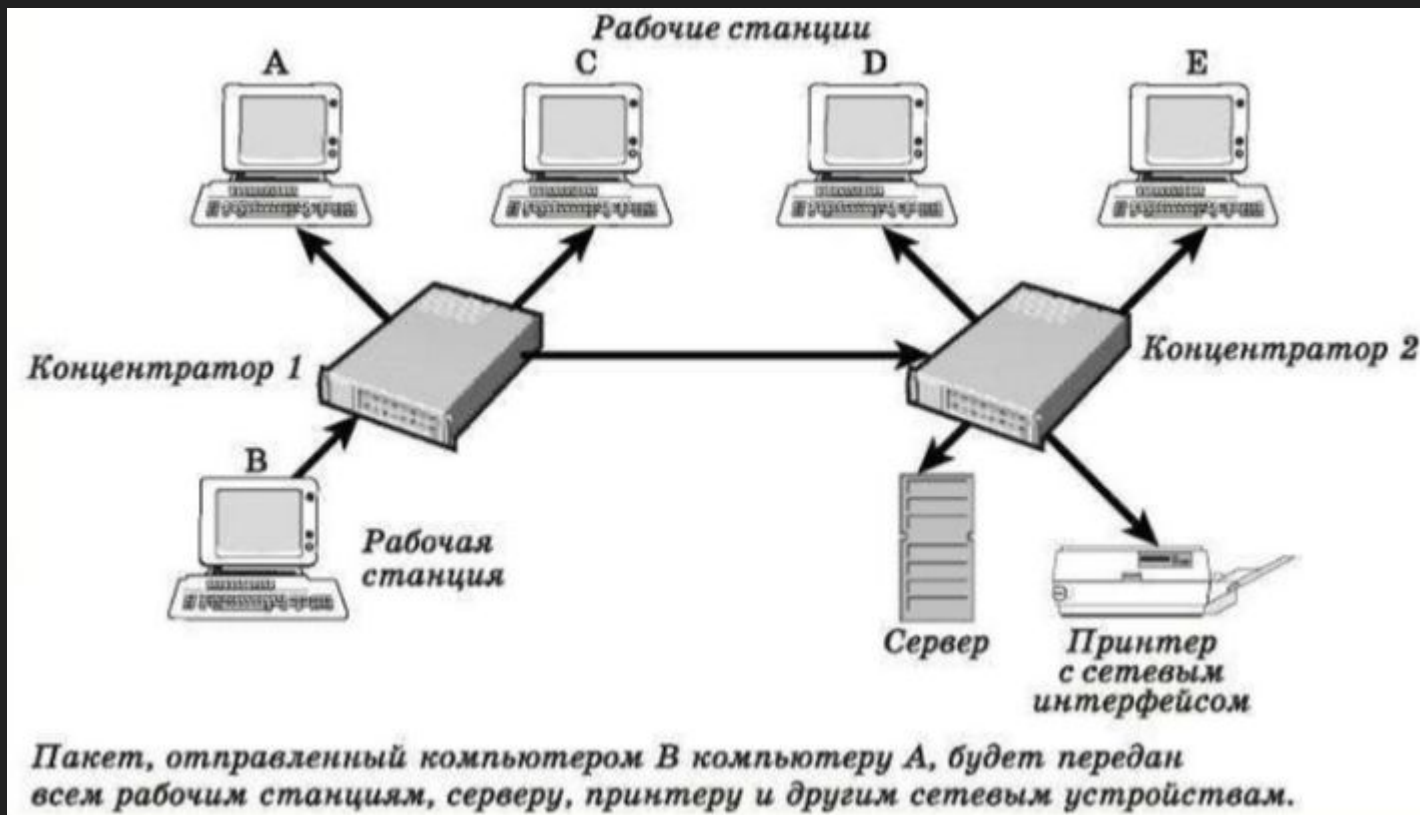 Рабочие станции
A C D E
Концентратор 1
Концентратор 2
B
Рабочая
станция
Сервер
Принтер
с сетевым
интерфейсом
Пакет, отправленный компьютером B компьютеру A, будет передан
всем рабочим станциям, серверу, принтеру и другим сетевым устройствам.